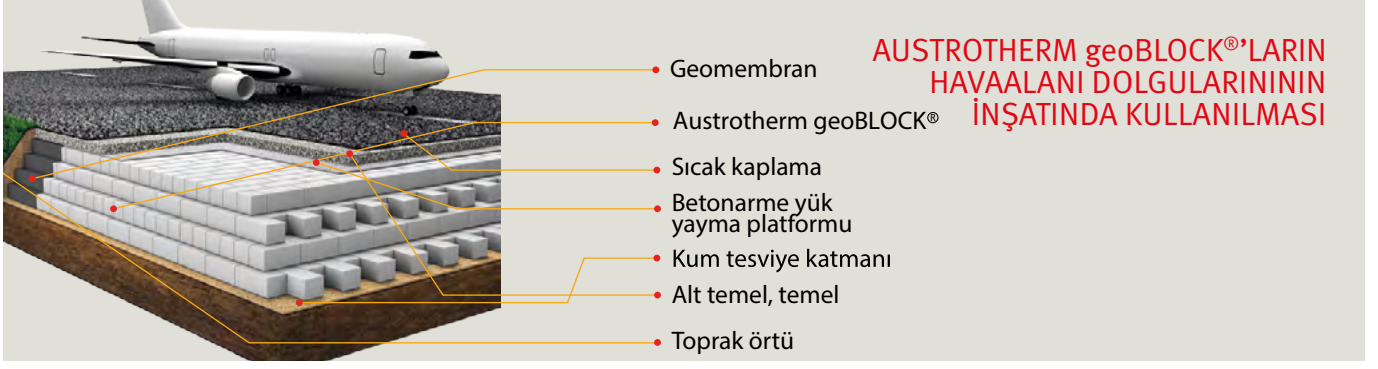 AUSTROTHERM geoBLOCK®’LARIN
HAVAALANI DOLGULARINININ
İNŞATINDA KULLANILMASI
Geomembran
Austrotherm geoBLOCK®
Sıcak kaplama
Betonarme yük
yayma platformu
Kum tesviye katmanı
Alt temel, temel
Toprak örtü